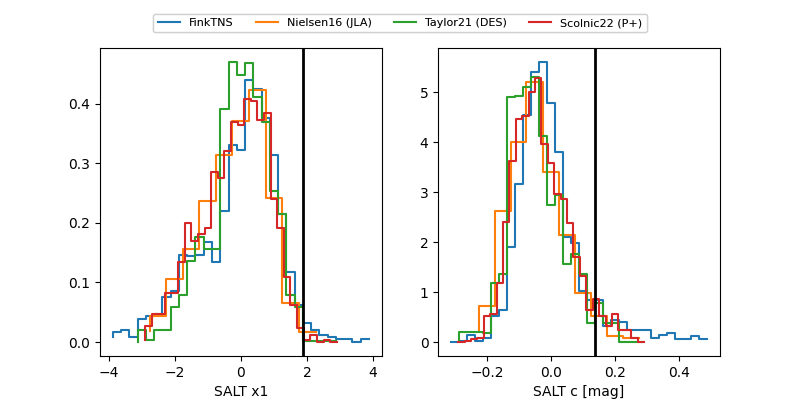 FinkTNS Nielsen16 (JLA) Taylor21 (DES) Scolnic22 (P+)
0.4
0.3
0.2
0.1
0.0
−4 −2 0 2 4
SALT x1
5
4
3
2
1
0
−0.2 0.0 0.2 0.4
SALT c [mag]